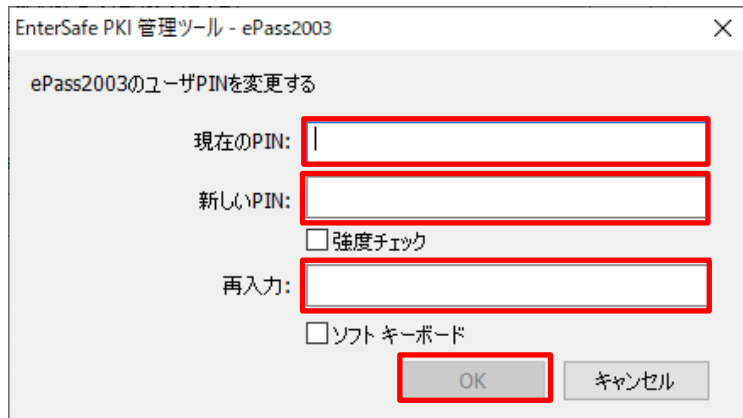 EnterSafe PKI 管理ツール - ePass2003
ePass2003のユーザPINを変更する
現在のPIN:
新しいPIN:
強度チェック
再入力:
ソフト キーボード
OK キャンセル